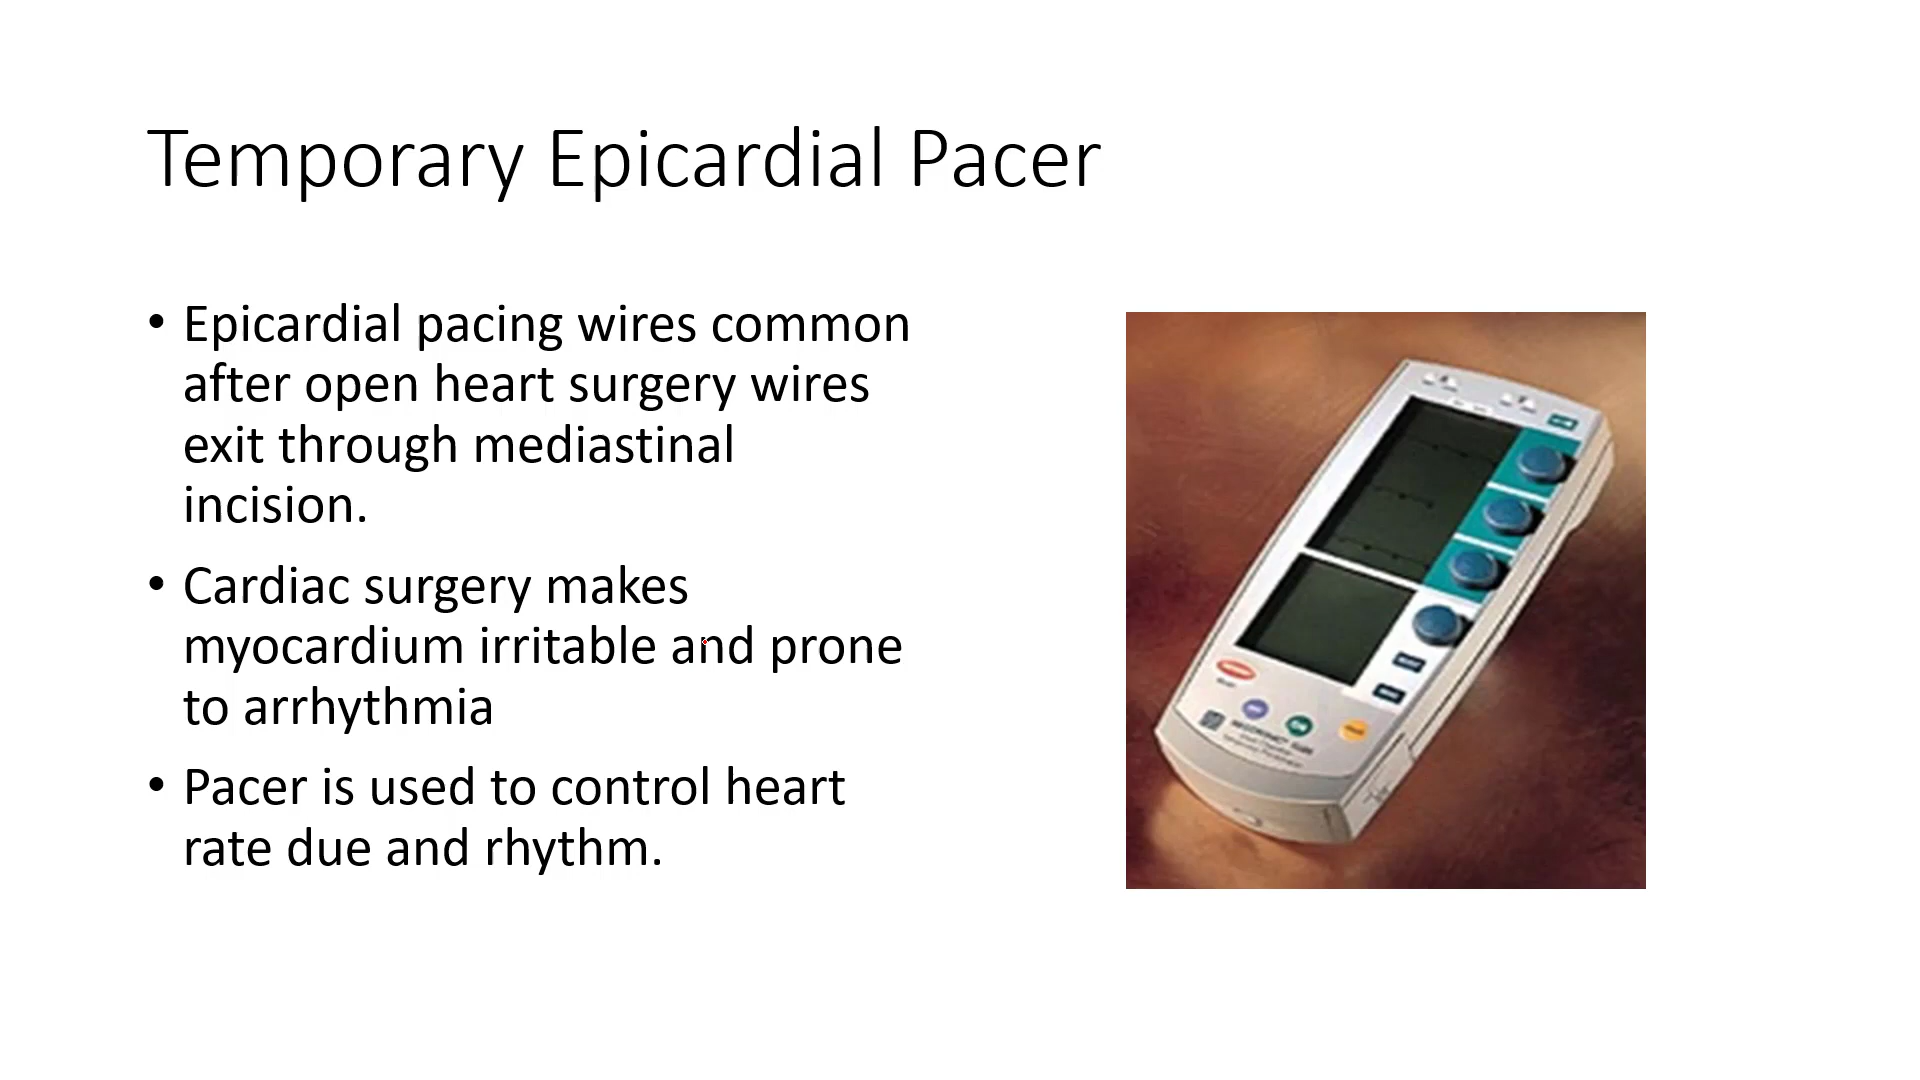 Temporary Epicardial Pacer
• Epicardial pacing wires common
after open heart surgery wires
exit through mediastinal
incision.
• Cardiac surgery makes
myocardium irritable and prone
to arrhythmia
• Pacer is used to control heart
rate due and rhythm.